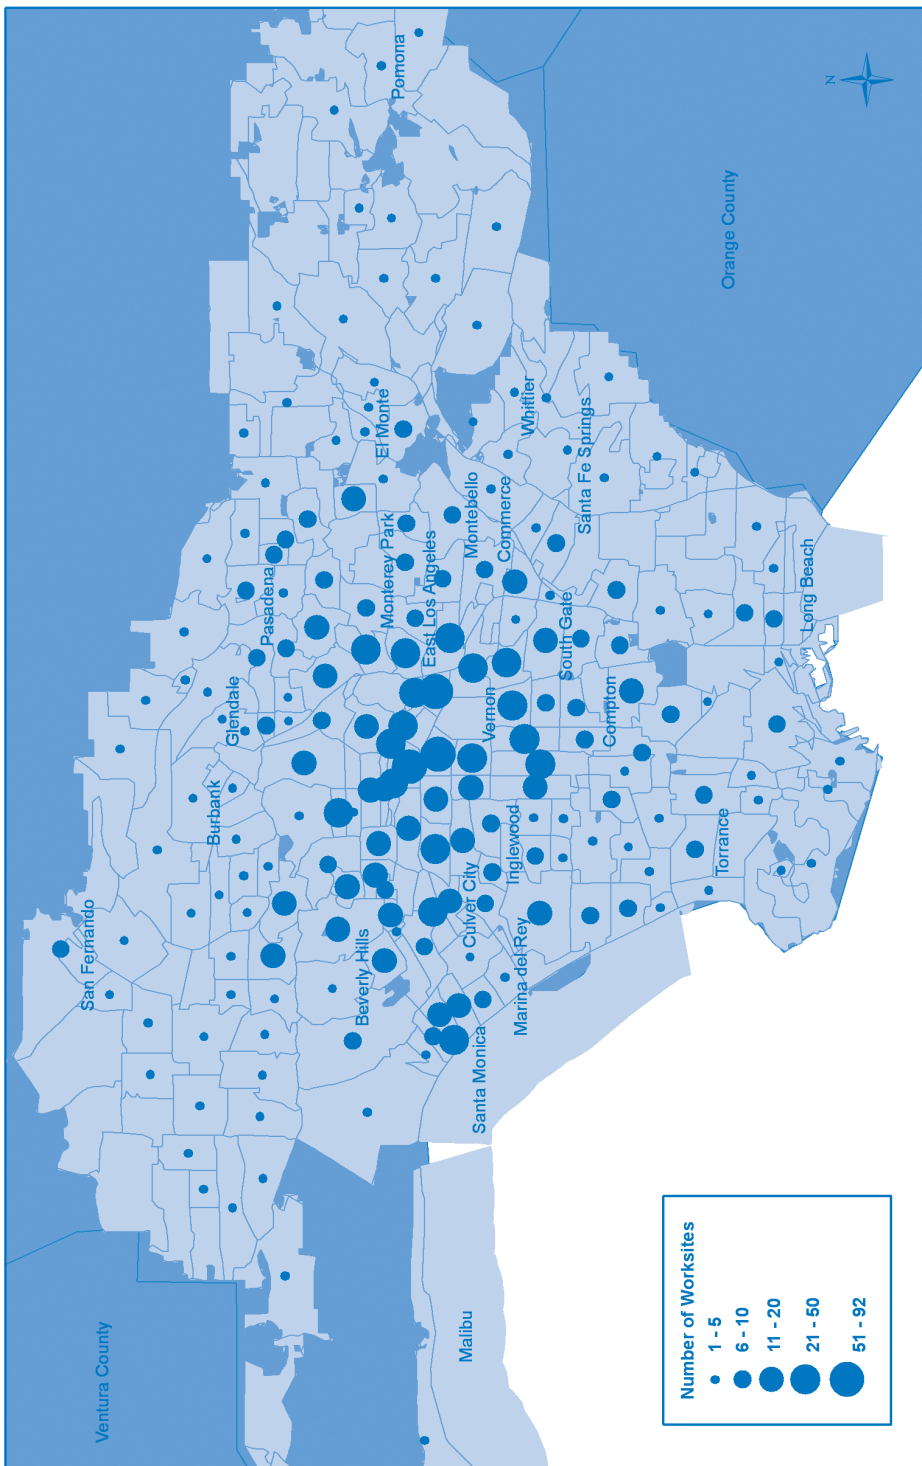 Ventura County
San Fernando
Burbank
Glendale
Pasadena
El Monte
Pomona
Malibu
Santa Monica
Beverly Hills
Culver City
Marina del Rey
Inglewood
Vernon
East Los Angeles
Monterey Park
Montebello
Commerce
Whittier
Santa Fe Springs
South Gate
Compton
Torrance
Long Beach
Orange County
N
Number of Worksites
1 - 5
6 - 10
11 - 20
21 - 50
51 - 92